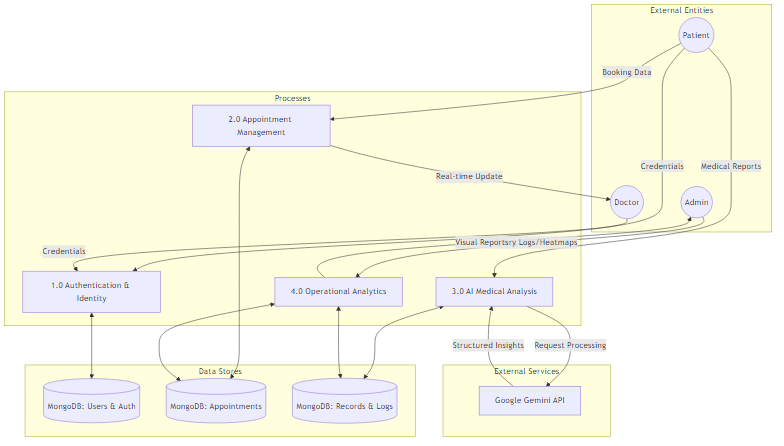 External Entities
Patient
Booking Data
Processes
2.0 Appointment
Management
Credentials
Medical Reports
Real-time Update
Doctor
Admin
Credentials
Visual Reports
ry Logs/Heatmaps
1.0 Authentication &
Identity
4.0 Operational Analytics
3.0 AI Medical Analysis
Structured Insights
Request Processing
Data Stores
External Services
MongoDB: Users & Auth
MongoDB: Appointments
MongoDB: Records & Logs
Google Gemini API